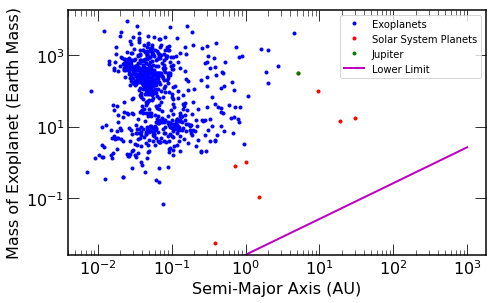 Exoplanets
Solar System Planets
Jupiter
Lower Limit
Mass of Exoplanet (Earth Mass)
10³
10¹
10⁻¹
10⁻² 10⁻¹ 10⁰ 10¹ 10² 10³
Semi-Major Axis (AU)